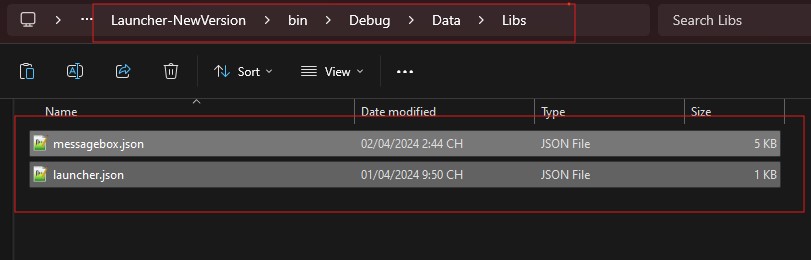 ··· > Launcher-NewVersion > bin > Debug > Data > Libs > Search Libs
Sort View ···
Name Date modified Type Size
messagebox.json 02/04/2024 2:44 CH JSON File 5 KB
launcher.json 01/04/2024 9:50 CH JSON File 1 KB